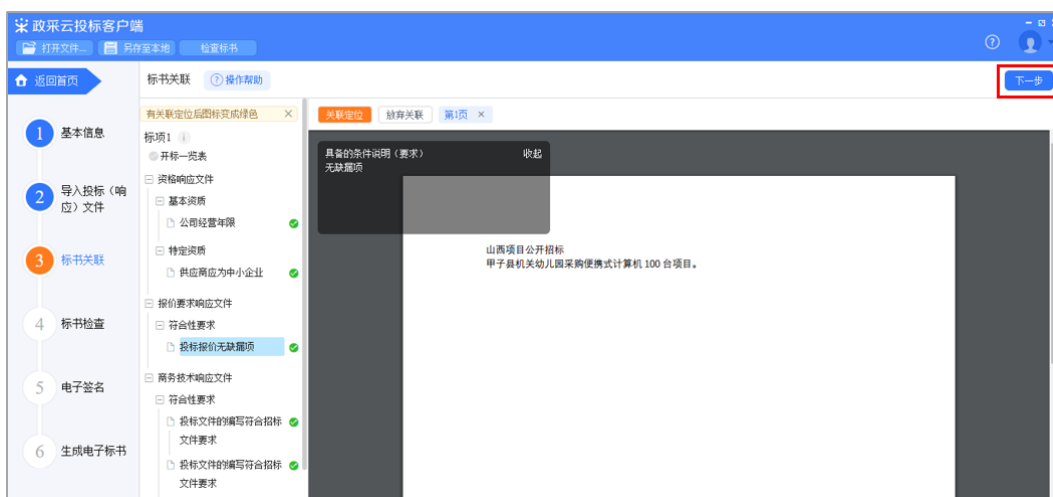 政采云投标客户端
打开文件... 另存至本地 检查标书
返回首页 标书关联 操作帮助 下一步
有关联定位后图标变成绿色
关联定位 放弃关联 第1页
标项1
开标一览表
具备的条件说明（要求） 收起
无缺漏项
1 基本信息
2 导入投标（响
应）文件
3 标书关联
4 标书检查
5 电子签名
6 生成电子标书
资格响应文件
基本资质
公司经营年限
特定资质
供应商应为中小企业
报价要求响应文件
符合性要求
投标报价无缺漏项
商务技术响应文件
符合性要求
投标文件的编写符合招标
文件要求
投标文件的编写符合招标
文件要求
山西项目公开招标
甲子县机关幼儿园采购便携式计算机 100 台项目。